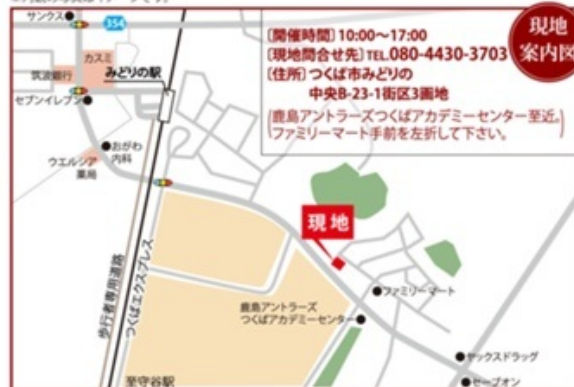 サンクス
354
カスミ
筑波銀行
みどりの駅
セブンイレブン
おがわ
内科
ウエルシア
薬局
歩行者専用道路
つくばエクスプレス
至守谷駅
現地
案内図
[開催時間] 10:00〜17:00
[現地問合せ先] TEL.080-4430-3703
[住所] つくば市みどりの
中央B-23-1街区3画地
(鹿島アントラーズつくばアカデミーセンター至近。
ファミリーマート手前を左折して下さい。)
現地
ファミリーマート
鹿島アントラーズ
つくばアカデミーセンター
ヤックスドラッグ
セーブオン